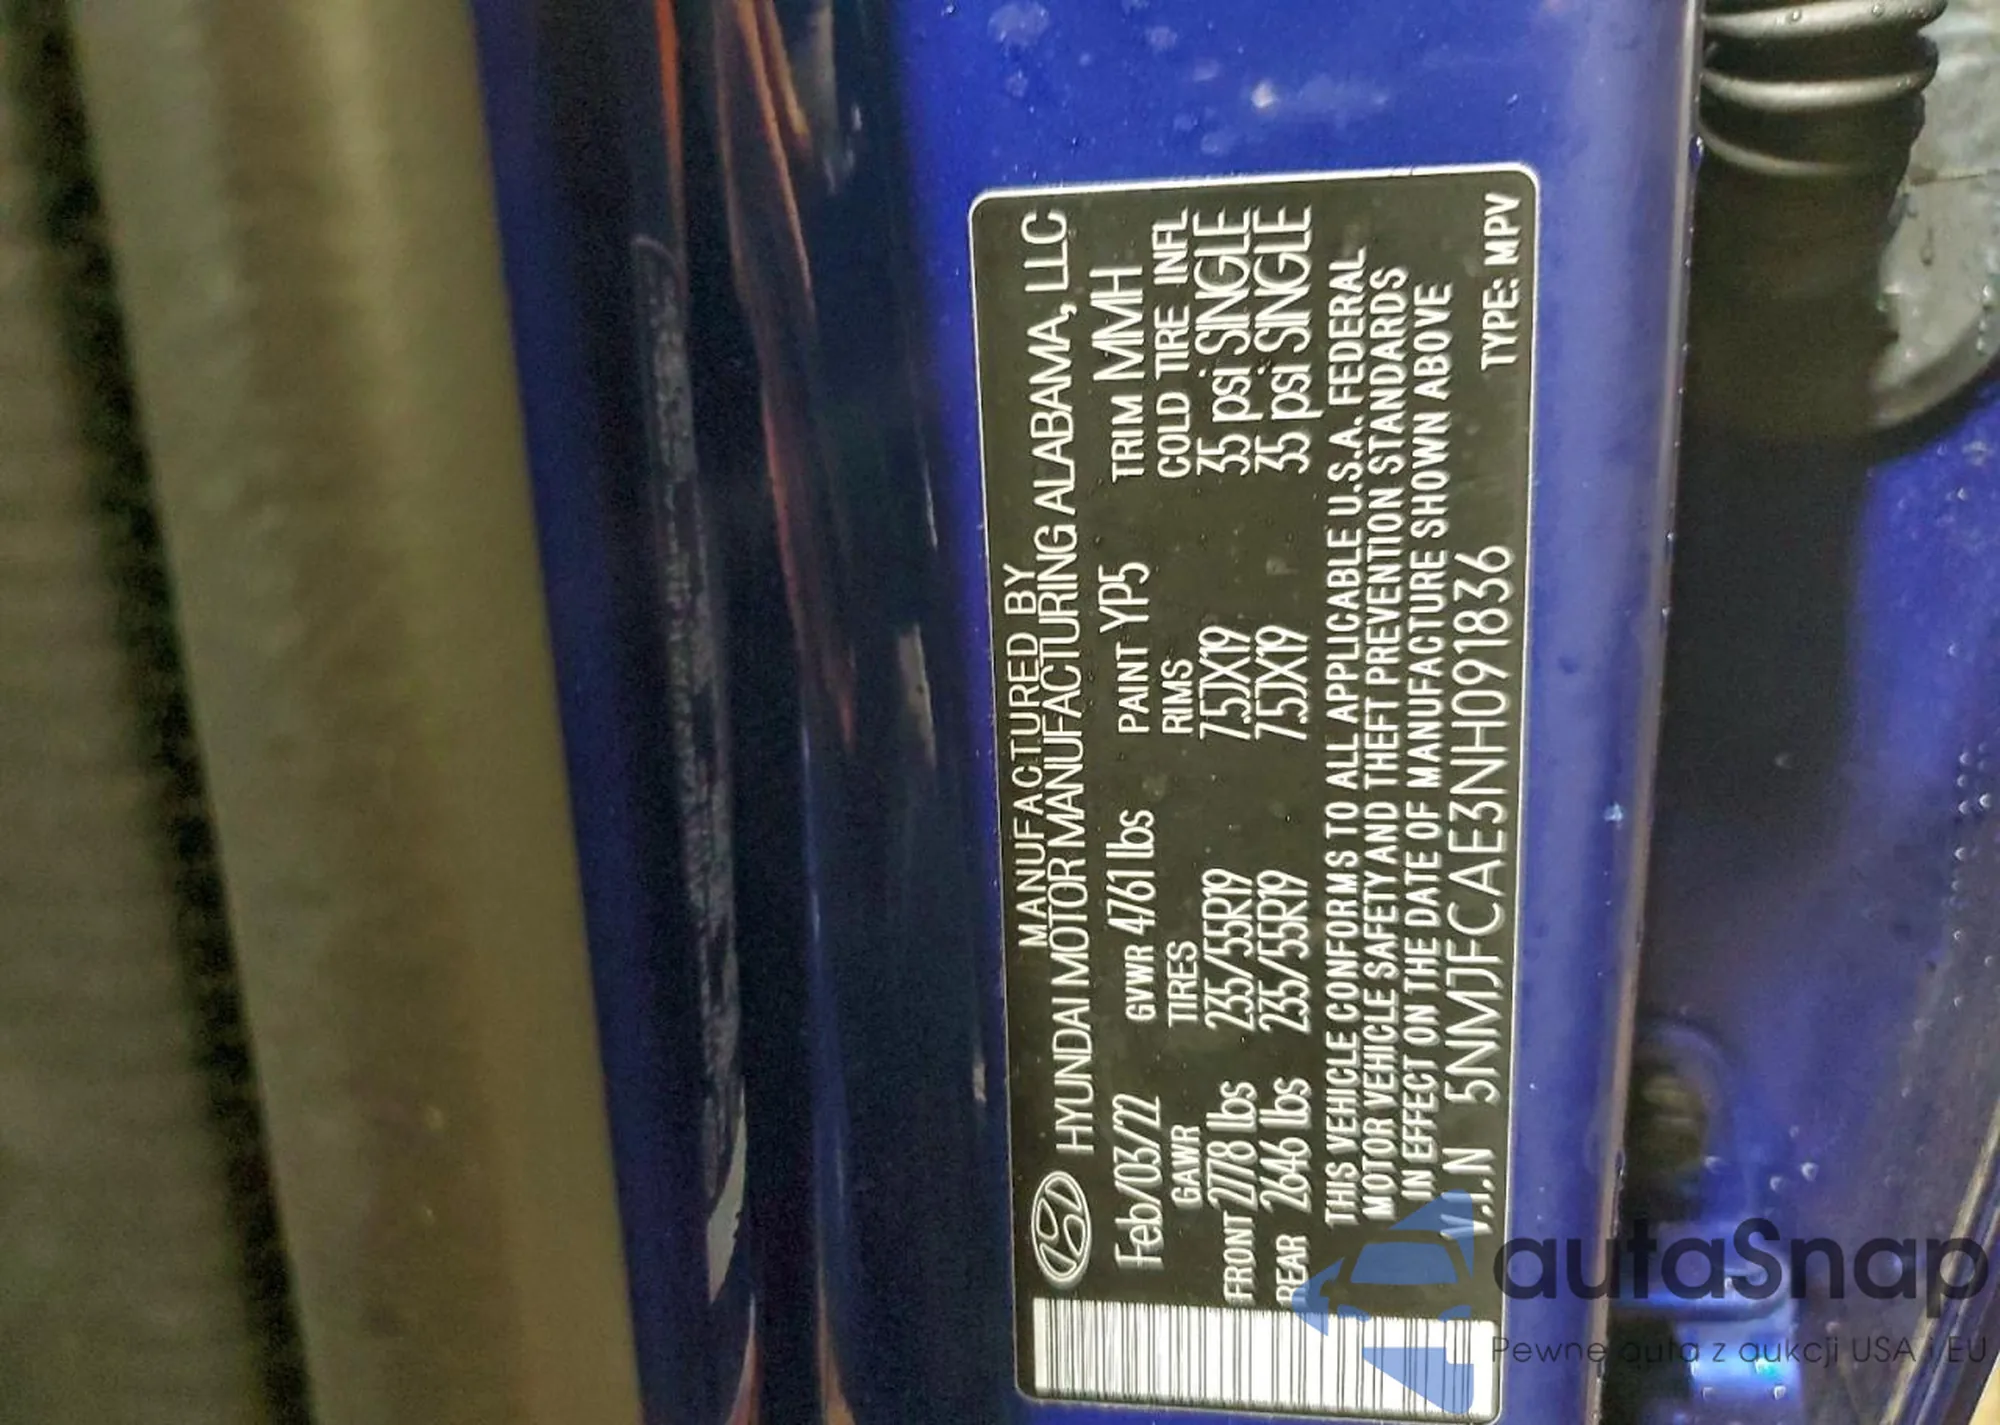 MANUFACTURED BY
HYUNDAI MOTOR MANUFACTURING ALABAMA, LLC
Feb/03/22 GVWR 4761 lbs PAINT YP5 TRIM MMH
GAWR TIRES RIMS COLD TIRE INFL
FRONT 2778 lbs 235/55R19 7.5JX19 35 psi SINGLE
REAR 2646 lbs 235/55R19 7.5JX19 35 psi SINGLE
THIS VEHICLE CONFORMS TO ALL APPLICABLE U.S.A. FEDERAL
MOTOR VEHICLE SAFETY AND THEFT PREVENTION STANDARDS
IN EFFECT ON THE DATE OF MANUFACTURE SHOWN ABOVE
V.I.N 5NMJFCAE3NH091836
TYPE: MPV
autaSnap
Pewne auta z aukcji USA i EU